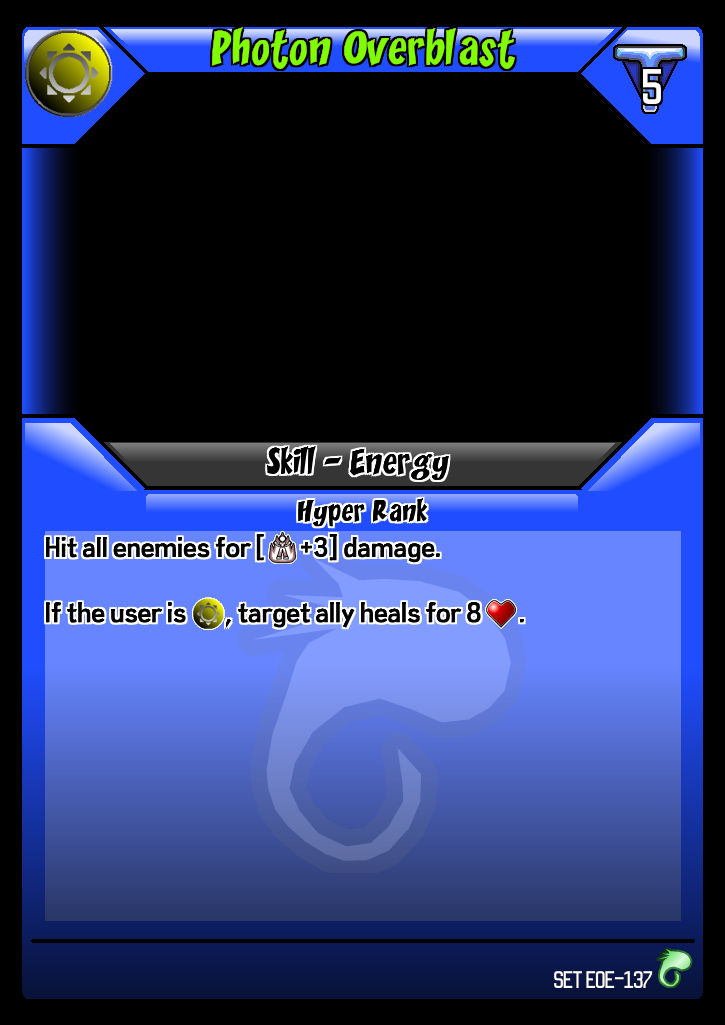 Photon Overblast
5
Skill - Energy
Hyper Rank
Hit all enemies for [ +3] damage.
If the user is , target ally heals for 8 .
SET EOE-137